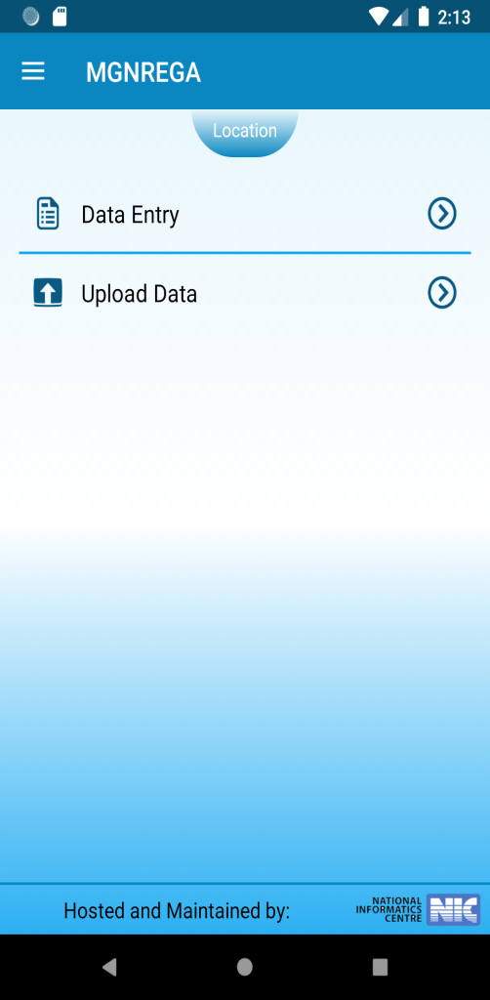 2:13
MGNREGA
Location
Data Entry
Upload Data
Hosted and Maintained by:
NATIONAL
INFORMATICS
CENTRE
NIC